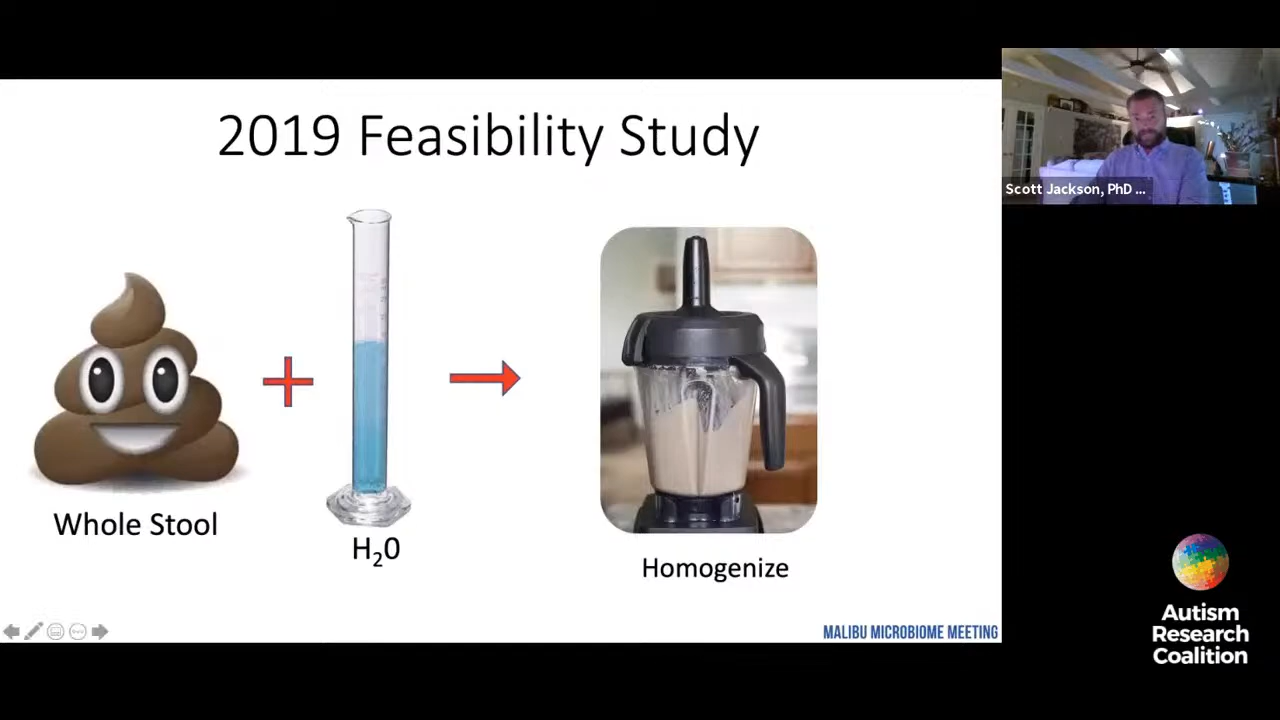 2019 Feasibility Study
Whole Stool
H₂0
Homogenize
MALIBU MICROBIOME MEETING
Scott Jackson, PhD ...
Autism
Research
Coalition